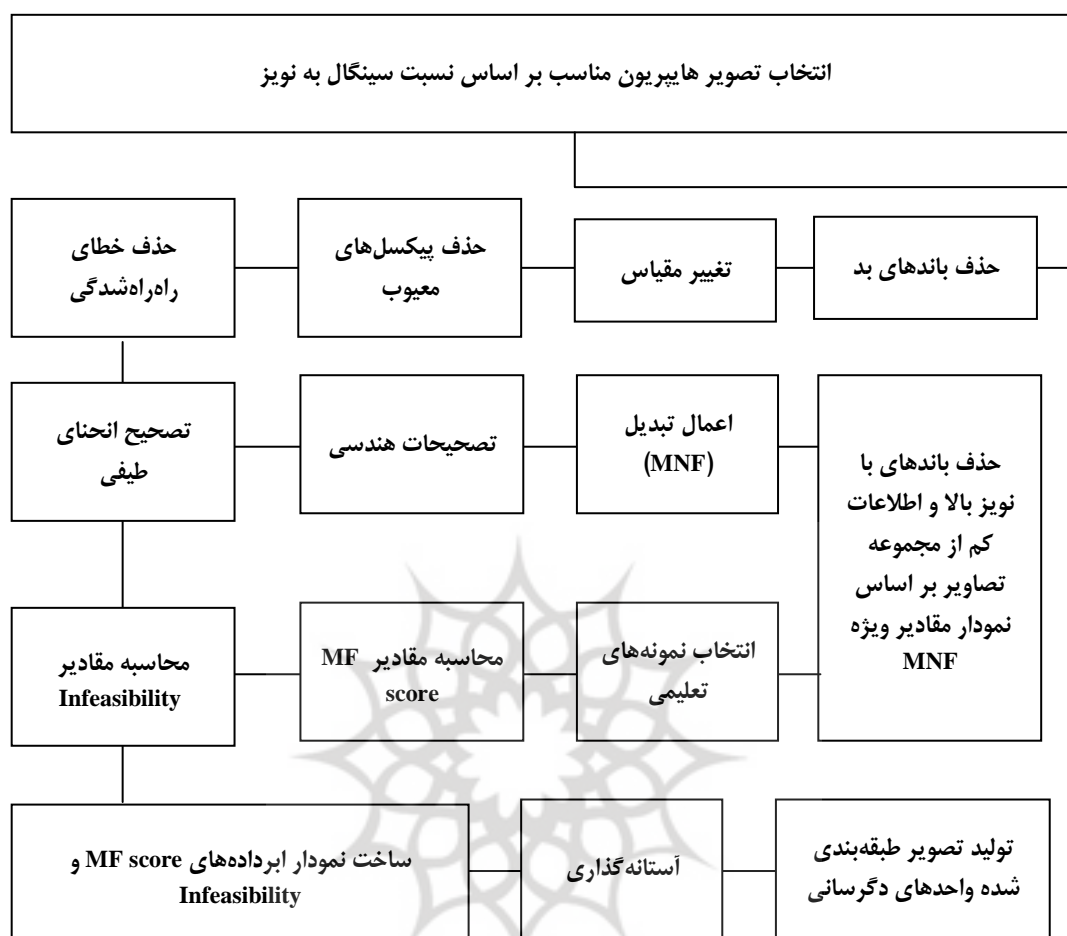 انتخاب تصویر هایپریون مناسب بر اساس نسبت سینگال به نویز
حذف باندهای بد
تغییر مقیاس
حذف پیکسل‌های
معیوب
حذف خطای
راه‌راه‌شدگی
تصحیح انحنای
طیفی
تصحیحات هندسی
اعمال تبدیل
(MNF)
حذف باندهای با
نویز بالا و اطلاعات
کم از مجموعه
تصاویر بر اساس
نمودار مقادیر ویژه
MNF
انتخاب نمونه‌های
تعلیمی
محاسبه مقادیر MF
score
محاسبه مقادیر
Infeasibility
ساخت نمودار ابرداده‌های MF score و
Infeasibility
آستانه‌گذاری
تولید تصویر طبقه‌بندی
شده واحدهای دگرسانی